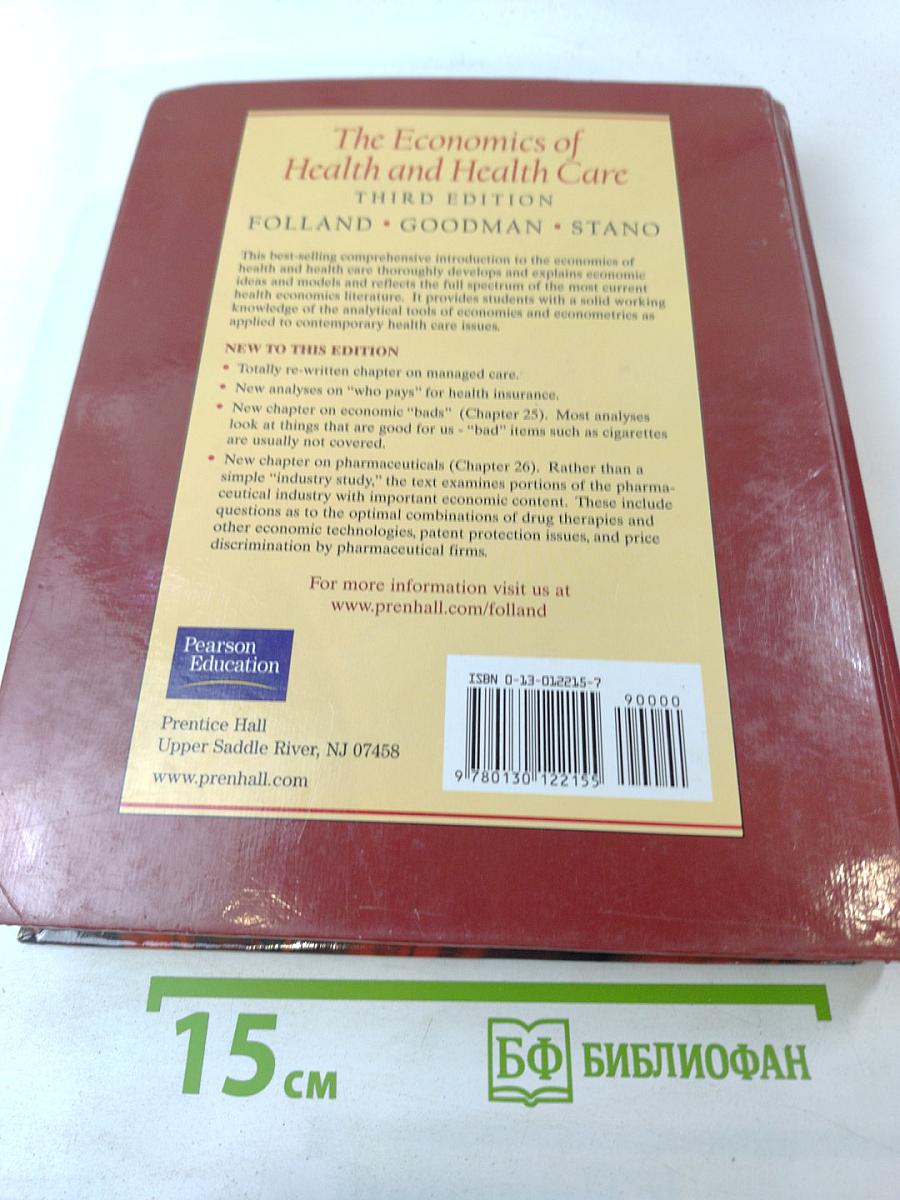 The Economics of
Health and Health Care
THIRD EDITION
FOLLAND • GOODMAN • STANO
This best-selling comprehensive introduction to the economics of
health and health care thoroughly develops and explains economic
ideas and models and reflects the full spectrum of the most current
health economics literature. It provides students with a solid working
knowledge of the analytical tools of economics and econometrics as
applied to contemporary health care issues.
NEW TO THIS EDITION
• Totally re-written chapter on managed care.
• New analyses on "who pays" for health insurance.
• New chapter on economic "bads" (Chapter 25). Most analyses
look at things that are good for us - "bad" items such as cigarettes
are usually not covered.
• New chapter on pharmaceuticals (Chapter 26). Rather than a
simple "industry study," the text examines portions of the pharma-
ceutical industry with important economic content. These include
questions as to the optimal combinations of drug therapies and
other economic technologies, patent protection issues, and price
discrimination by pharmaceutical firms.
For more information visit us at
www.prenhall.com/folland
Pearson
Education
Prentice Hall
Upper Saddle River, NJ 07458
www.prenhall.com
ISBN 0-13-012215-7
90000
9 780130 122155
15 см
БФ БИБЛИОФАН